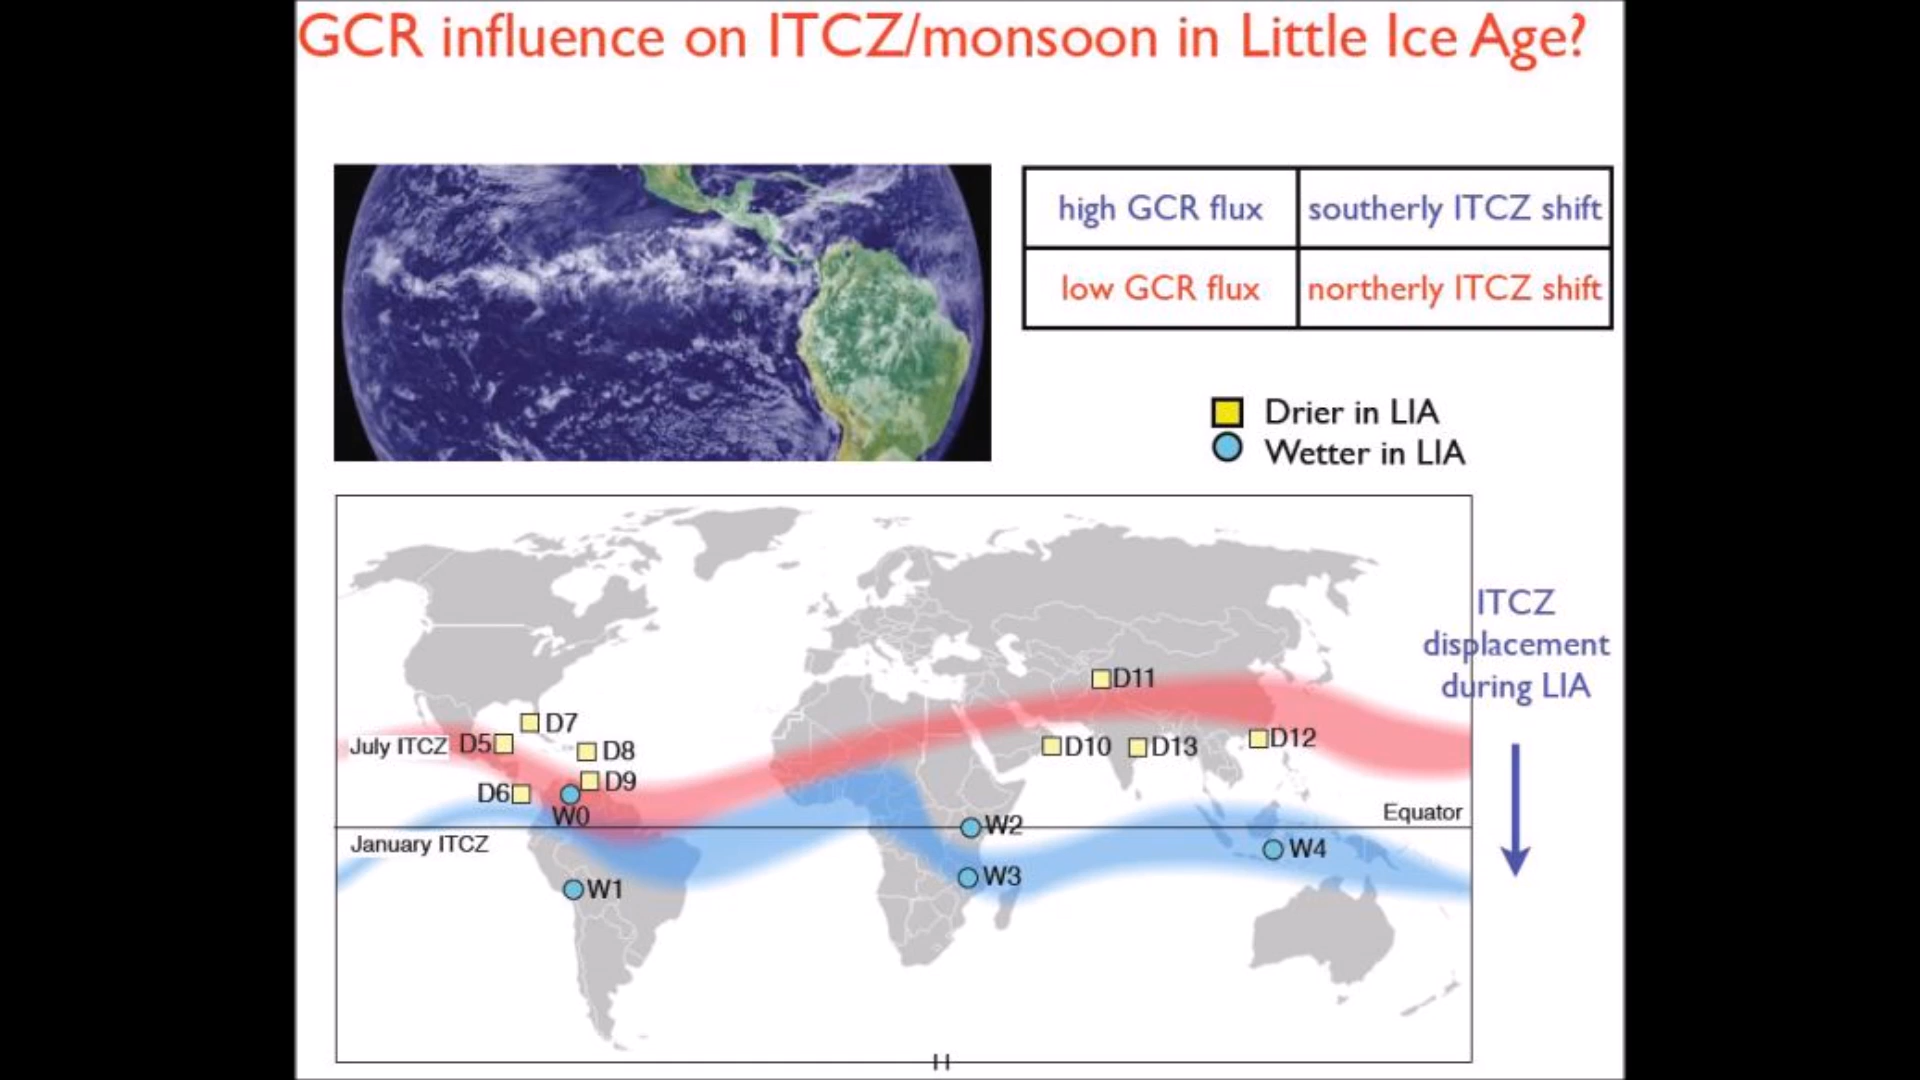 GCR influence on ITCZ/monsoon in Little Ice Age?
high GCR flux southerly ITCZ shift
low GCR flux northerly ITCZ shift
Drier in LIA
Wetter in LIA
ITCZ
displacement
during LIA
D11
D7
July ITCZ D5
D8
D10
D13
D12
D9
D6
W0
Equator
W2
January ITCZ
W4
W3
W1
11